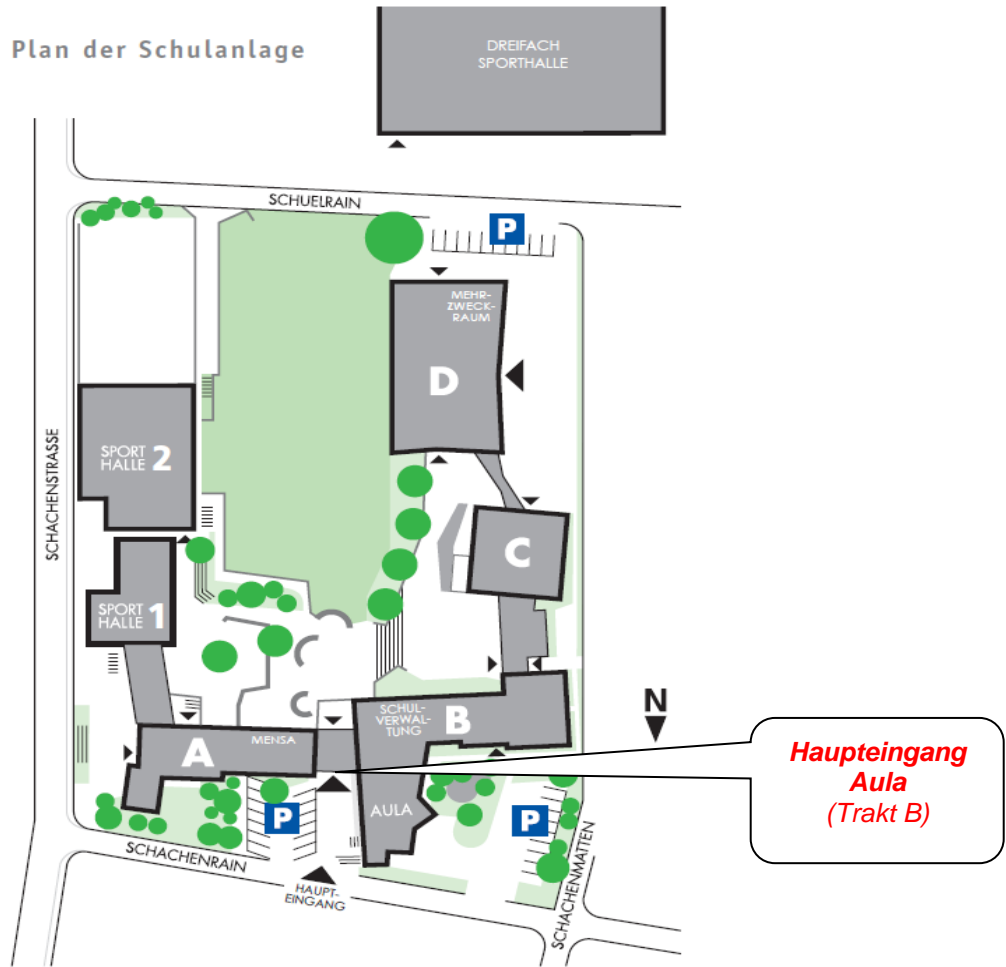 Plan der Schulanlage
DREIFACH
SPORTHALLE
SCHUELRAIN
P
MEHR-
ZWECK-
RAUM
D
SCHACHENSTRASSE
SPORT
HALLE 2
C
SPORT
HALLE 1
SCHUL-
VERWAL-
TUNG
B
N
A
MENSA
Haupteingang
Aula
(Trakt B)
AULA
P
P
SCHACHENRAIN
SCHACHENMATTEN
HAUPT-
EINGANG